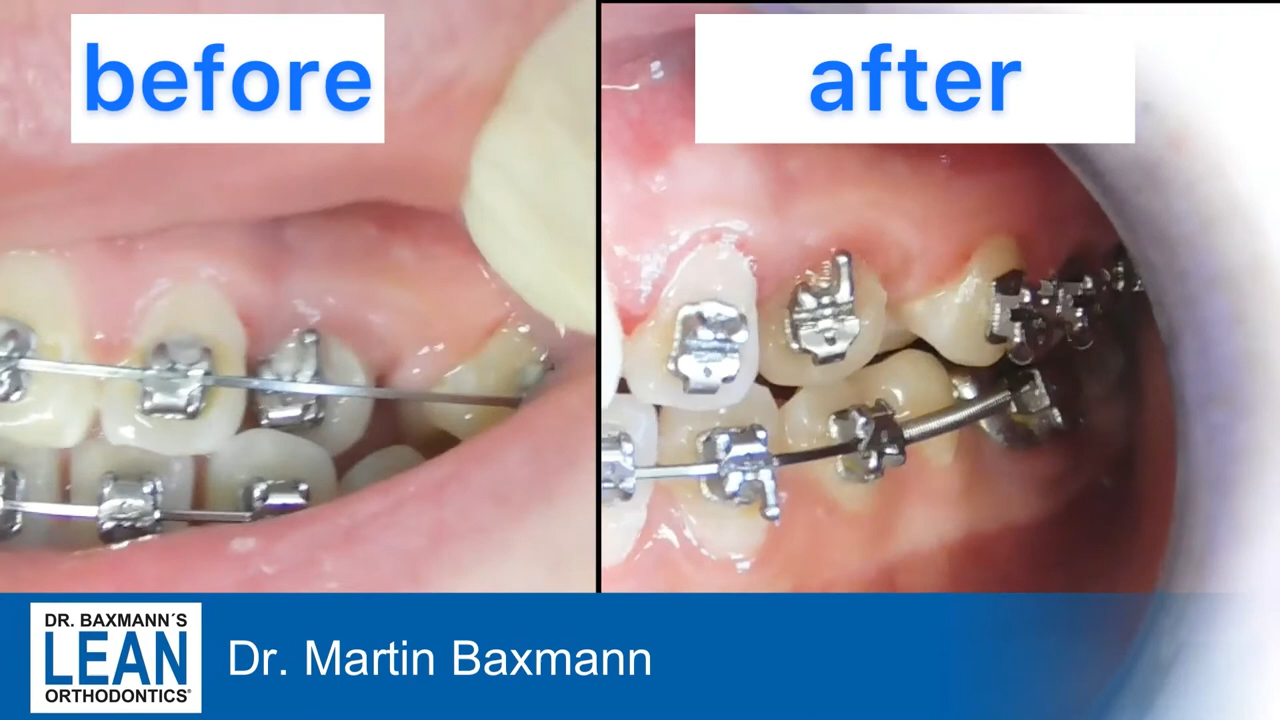 before
after
DR. BAXMANN´S
LEAN
ORTHODONTICS®
Dr. Martin Baxmann